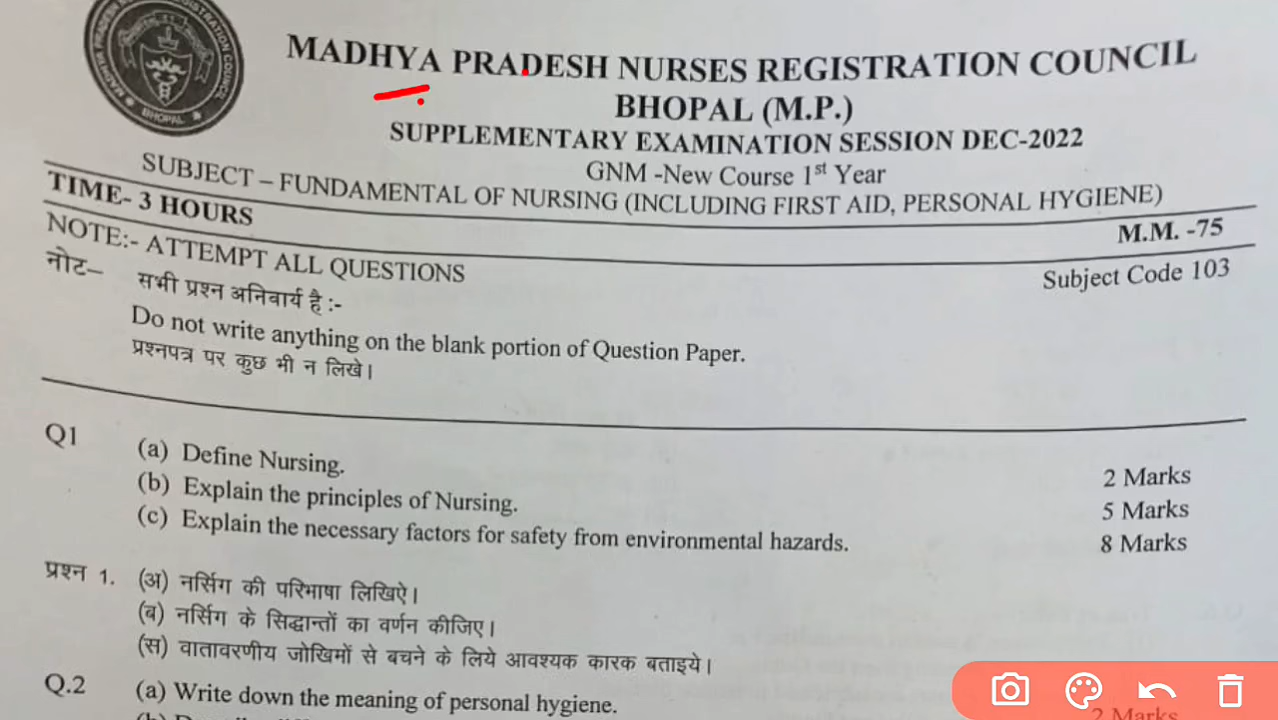 MADHYA PRADESH NURSES REGISTRATION COUNCIL
BHOPAL (M.P.)
SUPPLEMENTARY EXAMINATION SESSION DEC-2022
GNM -New Course 1st Year
SUBJECT – FUNDAMENTAL OF NURSING (INCLUDING FIRST AID, PERSONAL HYGIENE)
TIME- 3 HOURS M.M. -75
NOTE:- ATTEMPT ALL QUESTIONS Subject Code 103
नोट– सभी प्रश्न अनिवार्य है :-
Do not write anything on the blank portion of Question Paper.
प्रश्नपत्र पर कुछ भी न लिखे।
Q1 (a) Define Nursing. 2 Marks
(b) Explain the principles of Nursing. 5 Marks
(c) Explain the necessary factors for safety from environmental hazards. 8 Marks
प्रश्न 1. (अ) नर्सिग की परिभाषा लिखिऐ।
(ब) नर्सिग के सिद्धान्तों का वर्णन कीजिए।
(स) वातावरणीय जोखिमों से बचने के लिये आवश्यक कारक बताइये।
Q.2 (a) Write down the meaning of personal hygiene. 2 Marks